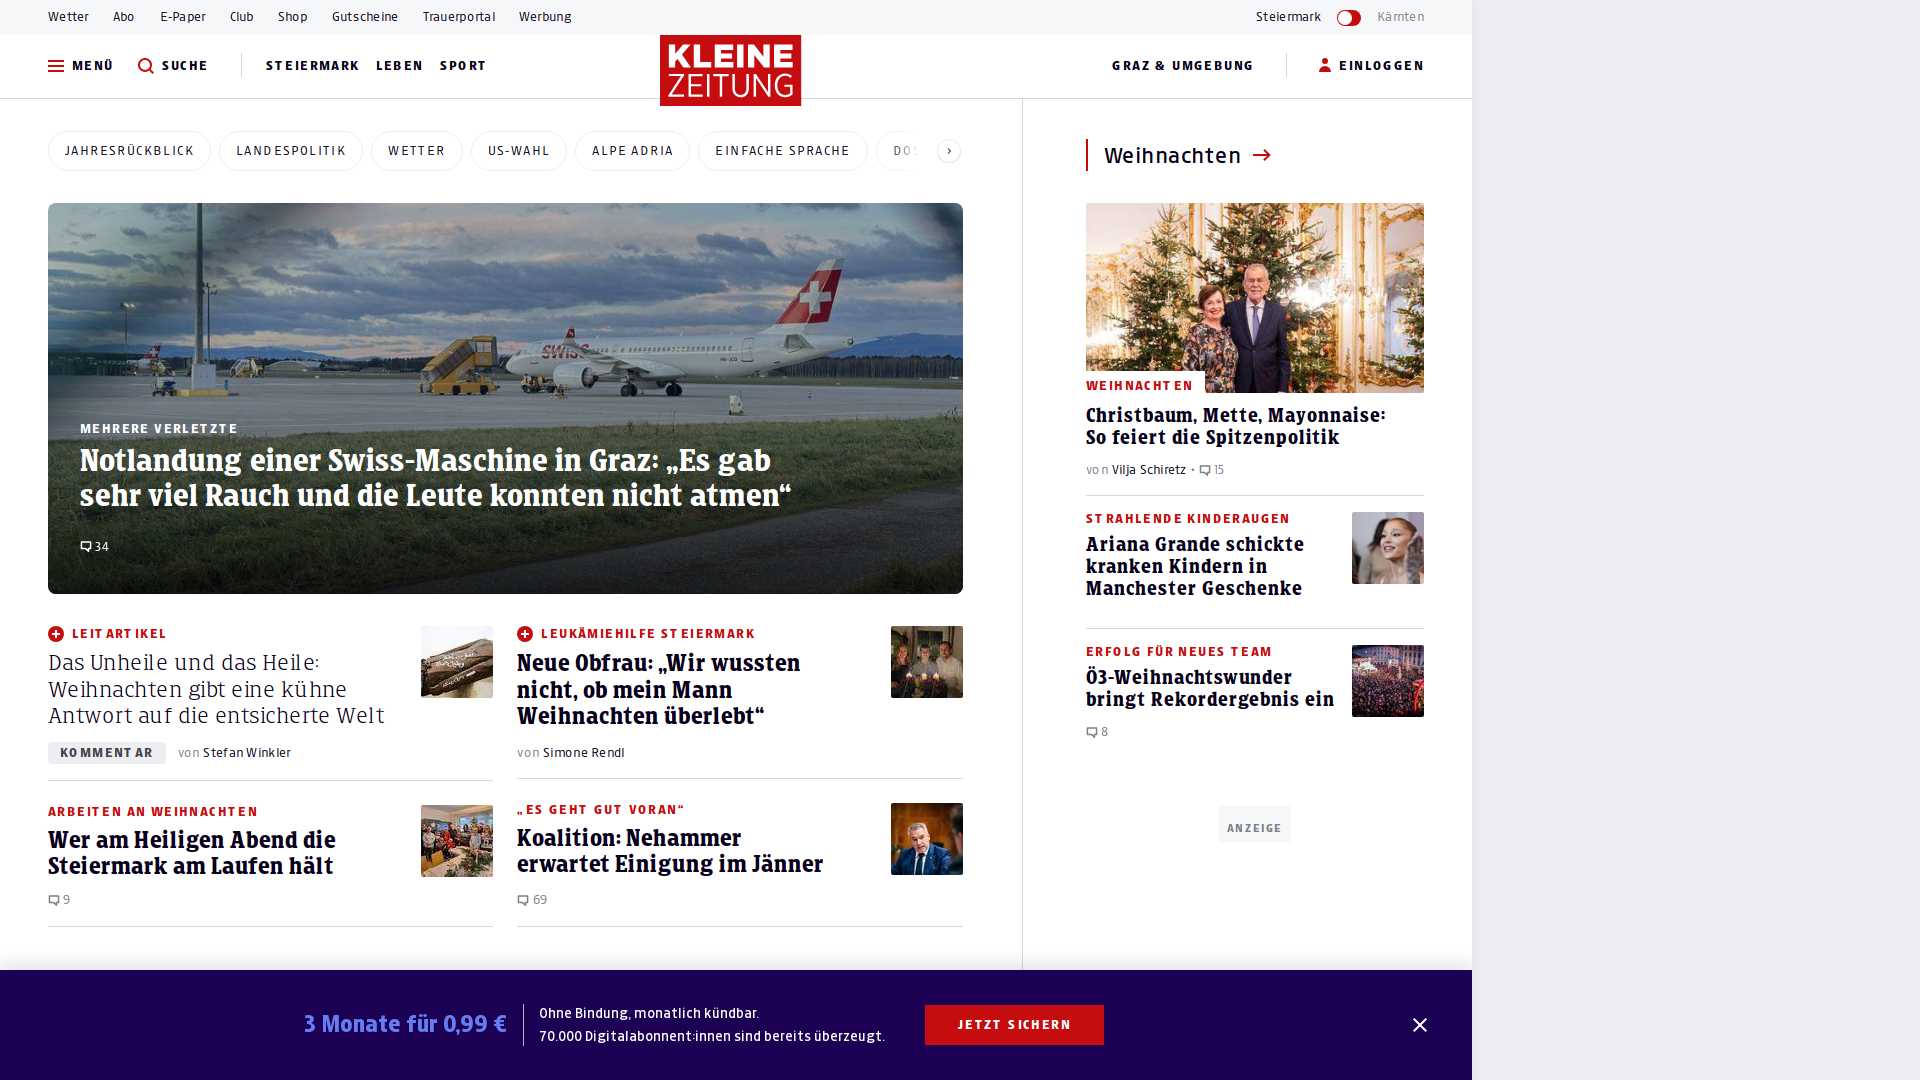 Wetter Abo E-Paper Club Shop Gutscheine Trauerportal Werbung Steiermark Kärnten
MENÜ SUCHE STEIERMARK LEBEN SPORT KLEINE ZEITUNG GRAZ & UMGEBUNG EINLOGGEN
JAHRESRÜCKBLICK LANDESPOLITIK WETTER US-WAHL ALPE ADRIA EINFACHE SPRACHE
SWISS
MEHRERE VERLETZTE
Notlandung einer Swiss-Maschine in Graz: „Es gab
sehr viel Rauch und die Leute konnten nicht atmen“
34
LEITARTIKEL
Das Unheile und das Heile:
Weihnachten gibt eine kühne
Antwort auf die entsicherte Welt
KOMMENTAR von Stefan Winkler
LEUKÄMIEHILFE STEIERMARK
Neue Obfrau: „Wir wussten
nicht, ob mein Mann
Weihnachten überlebt“
von Simone Rendl
ARBEITEN AN WEIHNACHTEN
Wer am Heiligen Abend die
Steiermark am Laufen hält
9
„ES GEHT GUT VORAN“
Koalition: Nehammer
erwartet Einigung im Jänner
69
Weihnachten
WEIHNACHTEN
Christbaum, Mette, Mayonnaise:
So feiert die Spitzenpolitik
von Vilja Schiretz • 15
STRAHLENDE KINDERAUGEN
Ariana Grande schickte
kranken Kindern in
Manchester Geschenke
ERFOLG FÜR NEUES TEAM
Ö3-Weihnachtswunder
bringt Rekordergebnis ein
8
ANZEIGE
3 Monate für 0,99 €
Ohne Bindung, monatlich kündbar.
70.000 Digitalabonnent:innen sind bereits überzeugt.
JETZT SICHERN